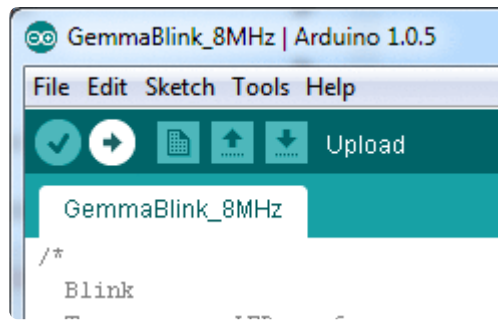 GemmaBlink_8MHz | Arduino 1.0.5
File Edit Sketch Tools Help
Upload
GemmaBlink_8MHz
/*
Blink